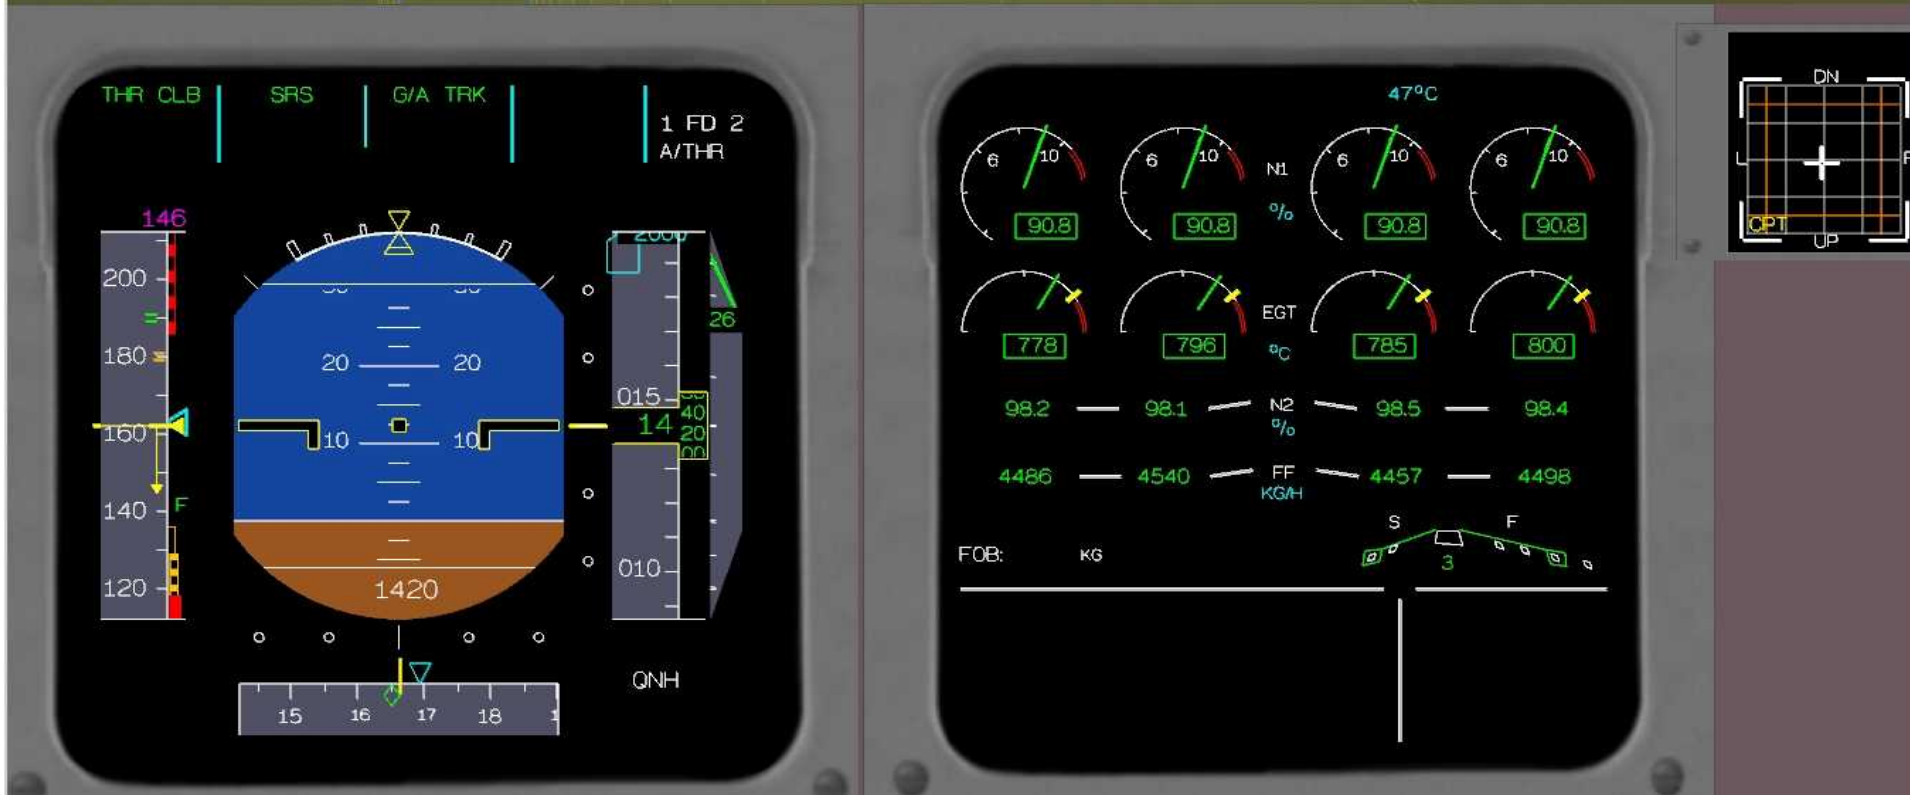 THR CLB SRS G/A TRK
1 FD 2
A/THR
146
200
180
160
140
120
F
20 20
10 10
1420
2000
26
015
14
40
20
00
010
QNH
15 16 17 18 1
47°C
6 10 6 10 6 10 6 10
N1
%
90.8 90.8 90.8 90.8
EGT
°C
778 796 785 800
98.2 98.1 N2 98.5 98.4
%
4486 4540 FF 4457 4498
KG/H
S F
FOB: KG
3
DN
L
CPT
UP